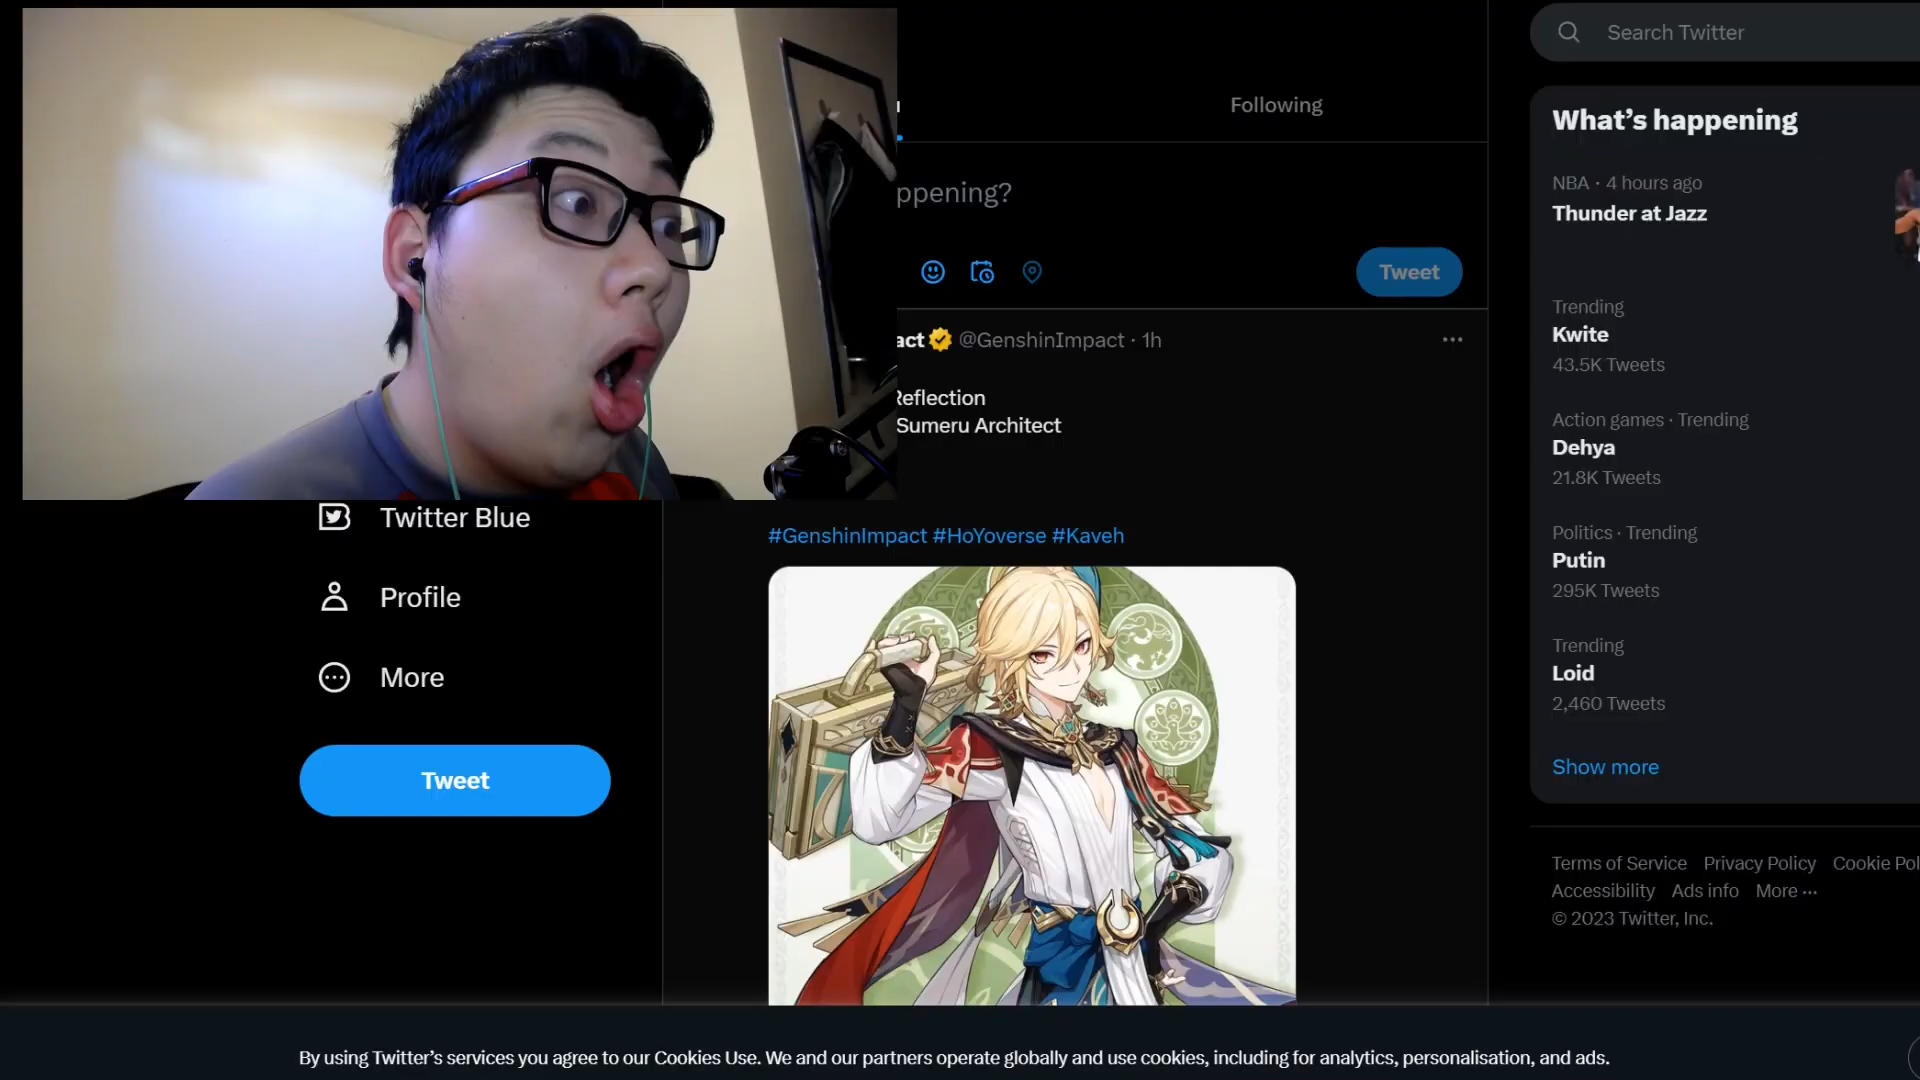 Search Twitter
Following
ppening?
Tweet
act @GenshinImpact · 1h
Reflection
Sumeru Architect
#GenshinImpact #HoYoverse #Kaveh
Twitter Blue
Profile
More
Tweet
What's happening
NBA · 4 hours ago
Thunder at Jazz
Trending
Kwite
43.5K Tweets
Action games · Trending
Dehya
21.8K Tweets
Politics · Trending
Putin
295K Tweets
Trending
Loid
2,460 Tweets
Show more
Terms of Service Privacy Policy Cookie Pol
Accessibility Ads info More ···
© 2023 Twitter, Inc.
By using Twitter's services you agree to our Cookies Use. We and our partners operate globally and use cookies, including for analytics, personalisation, and ads.